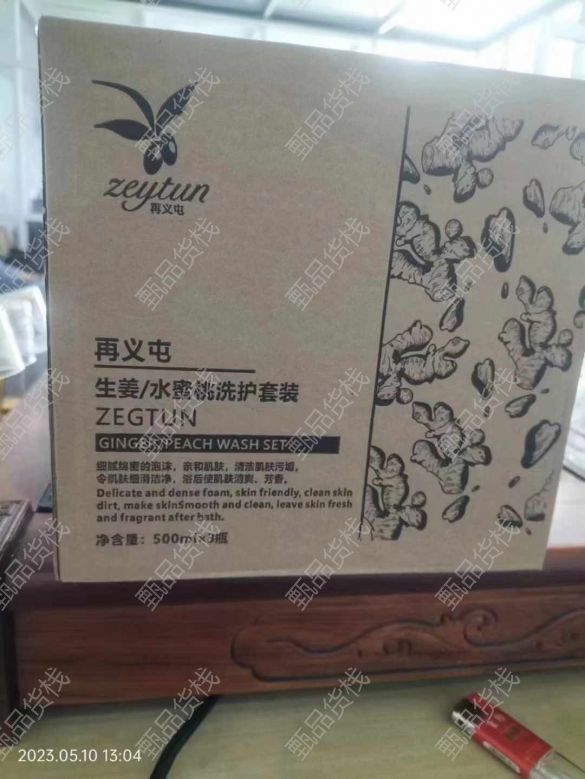 zeytun
再义屯
再义屯
生姜/水蜜桃洗护套装
ZEGTUN
GINGER/PEACH WASH SET
细腻绵密的泡沫，亲和肌肤，清洁肌肤污垢，
令肌肤细滑洁净，浴后使肌肤清爽、芳香。
Delicate and dense foam, skin friendly, clean skin
dirt, make skinSmooth and clean, leave skin fresh
and fragrant after bath.
净含量：500ml×3瓶
2023.05.10 13:04
甄品货栈